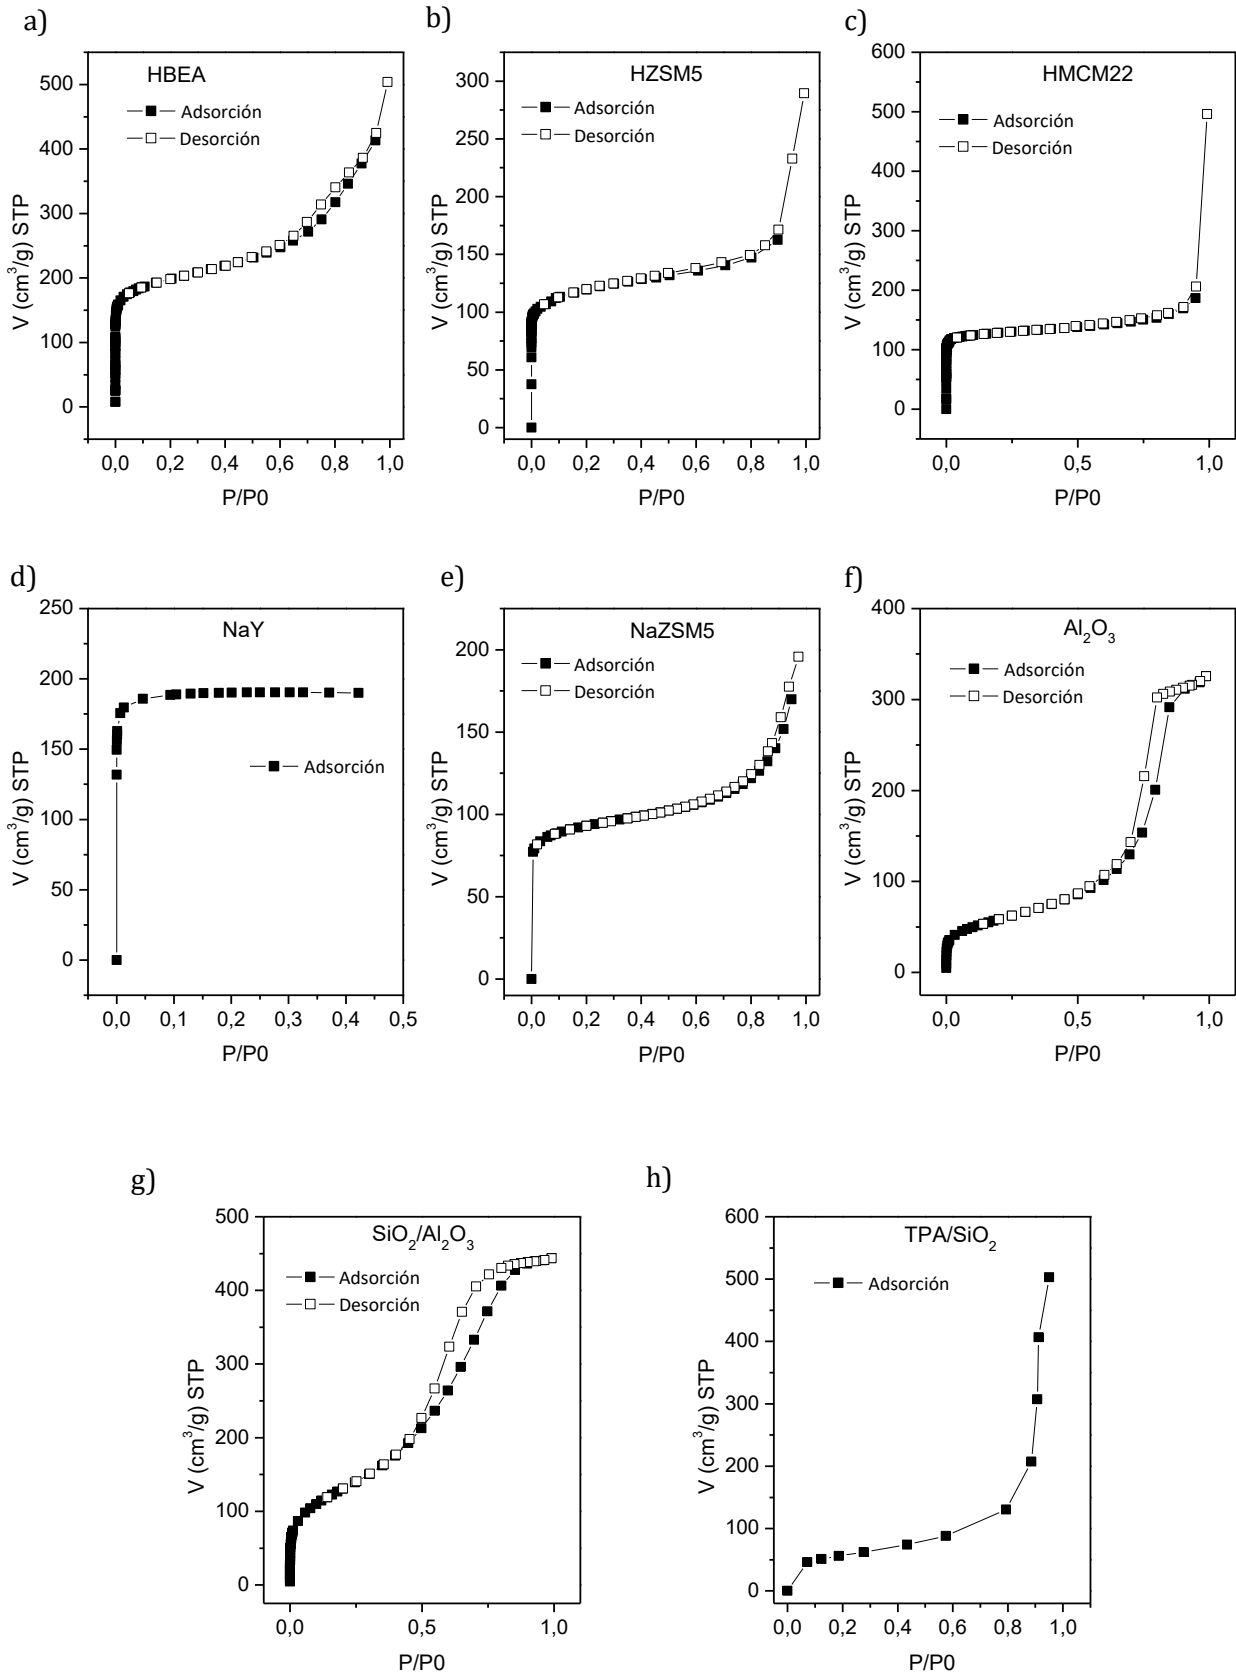 a)
HBEA
Adsorción
Desorción
500
400
300
200
100
0
V (cm³/g) STP
0,0 0,2 0,4 0,6 0,8 1,0
P/P0
b)
HZSM5
Adsorción
Desorción
300
250
200
150
100
50
0
V (cm³/g) STP
0,0 0,2 0,4 0,6 0,8 1,0
P/P0
c)
HMCM22
Adsorción
Desorción
600
500
400
300
200
100
0
V (cm³/g) STP
0,0 0,5 1,0
P/P0
d)
NaY
Adsorción
250
200
150
100
50
0
V (cm³/g) STP
0,0 0,1 0,2 0,3 0,4 0,5
P/P0
e)
NaZSM5
Adsorción
Desorción
200
150
100
50
0
V (cm³/g) STP
0,0 0,2 0,4 0,6 0,8 1,0
P/P0
f)
Al₂O₃
Adsorción
Desorción
400
300
200
100
0
V (cm³/g) STP
0,0 0,5 1,0
P/P0
g)
SiO₂/Al₂O₃
Adsorción
Desorción
500
400
300
200
100
0
V (cm³/g) STP
0,0 0,5 1,0
P/P0
h)
TPA/SiO₂
Adsorción
600
500
400
300
200
100
0
V (cm³/g) STP
0,0 0,2 0,4 0,6 0,8 1,0
P/P0